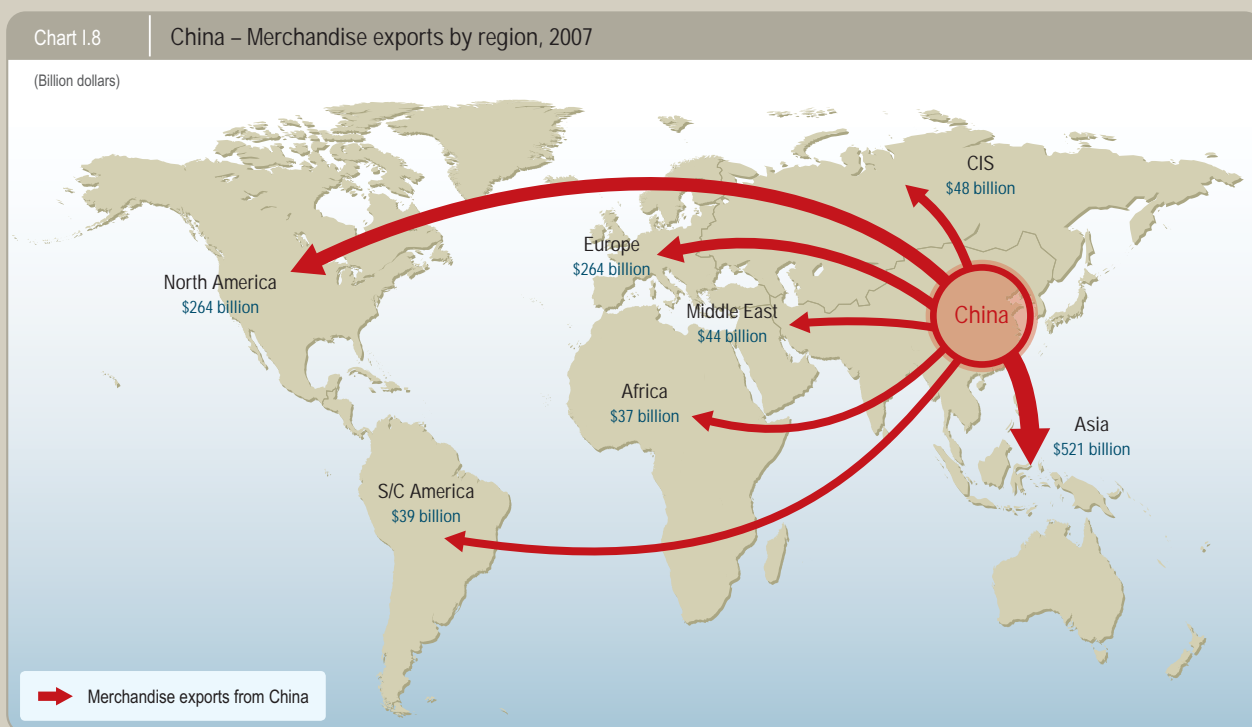 Chart I.8
China – Merchandise exports by region, 2007
(Billion dollars)
CIS
$48 billion
Europe
$264 billion
North America
$264 billion
Middle East
$44 billion
China
Africa
$37 billion
Asia
$521 billion
S/C America
$39 billion
Merchandise exports from China